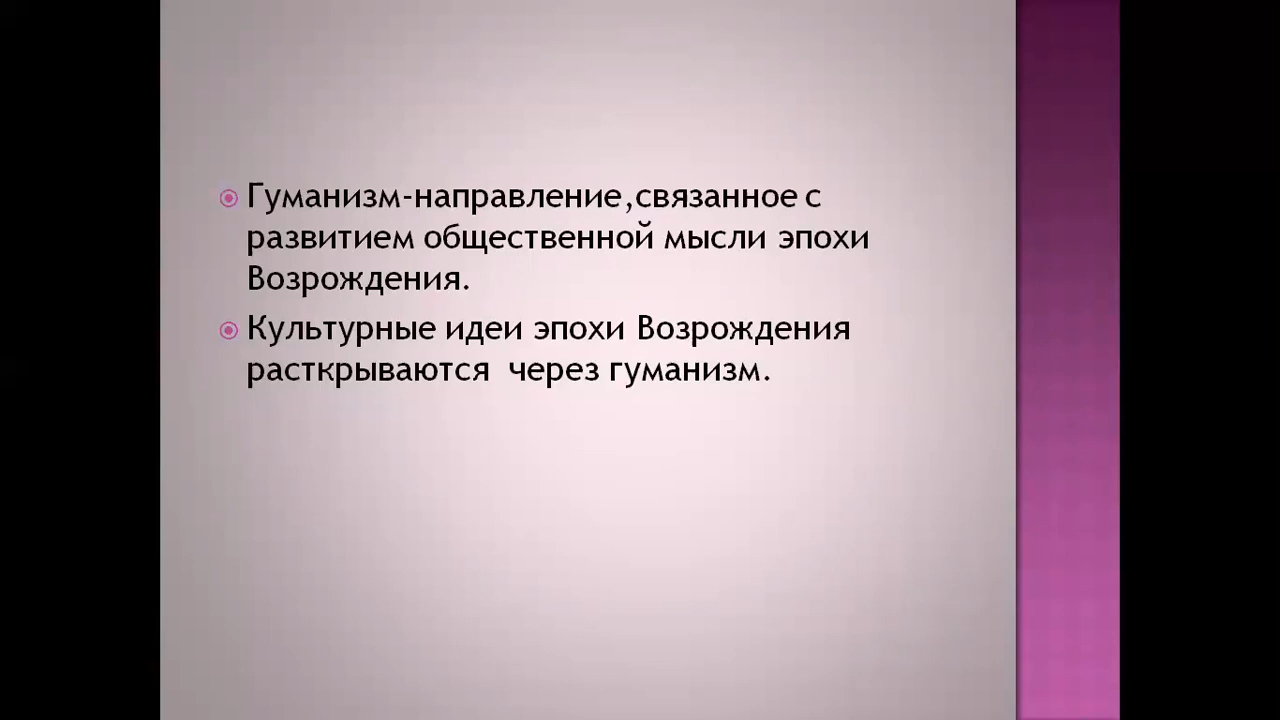 Гуманизм-направление,связанное с
развитием общественной мысли эпохи
Возрождения.
Культурные идеи эпохи Возрождения
расткрываются через гуманизм.